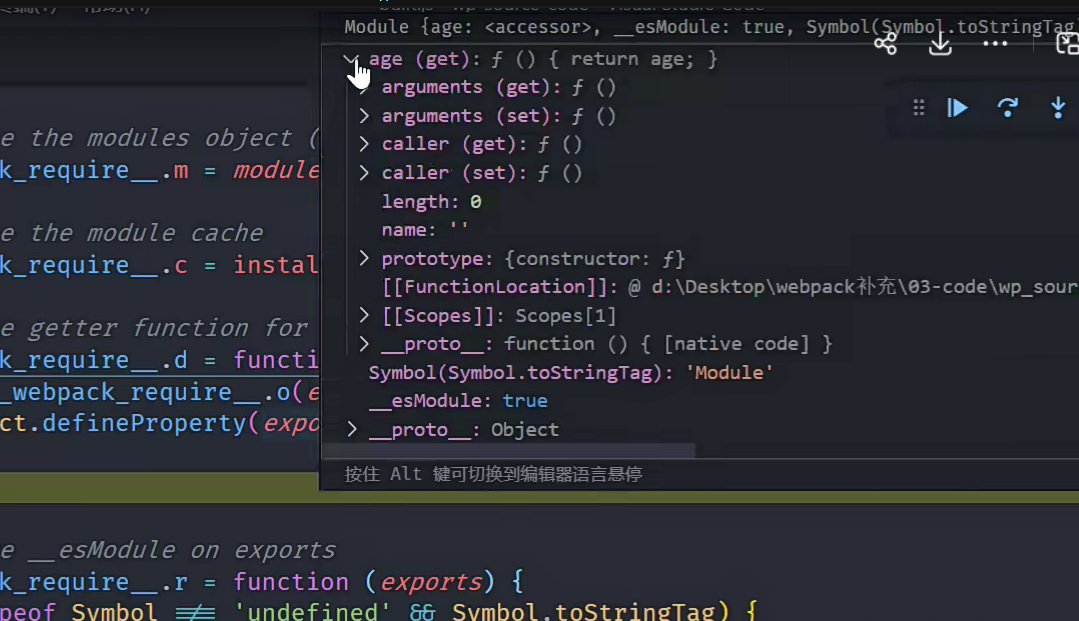 Module {age: <accessor>, __esModule: true, Symbol(Symbol.toStringTag
age (get): ƒ () { return age; }
arguments (get): ƒ ()
arguments (set): ƒ ()
caller (get): ƒ ()
caller (set): ƒ ()
length: 0
name: ''
prototype: {constructor: ƒ}
[[FunctionLocation]]: @ d:\Desktop\webpack补充\03-code\wp_sour
[[Scopes]]: Scopes[1]
__proto__: function () { [native code] }
Symbol(Symbol.toStringTag): 'Module'
__esModule: true
__proto__: Object
按住 Alt 键可切换到编辑器语言悬停
e the modules object (
k_require__.m = module
e the module cache
k_require__.c = instal
e getter function for
k_require__.d = functi
_webpack_require__.o(e
ct.defineProperty(expo
e __esModule on exports
k_require__.r = function (exports) {
peof Symbol !== 'undefined' && Symbol.toStringTag) {